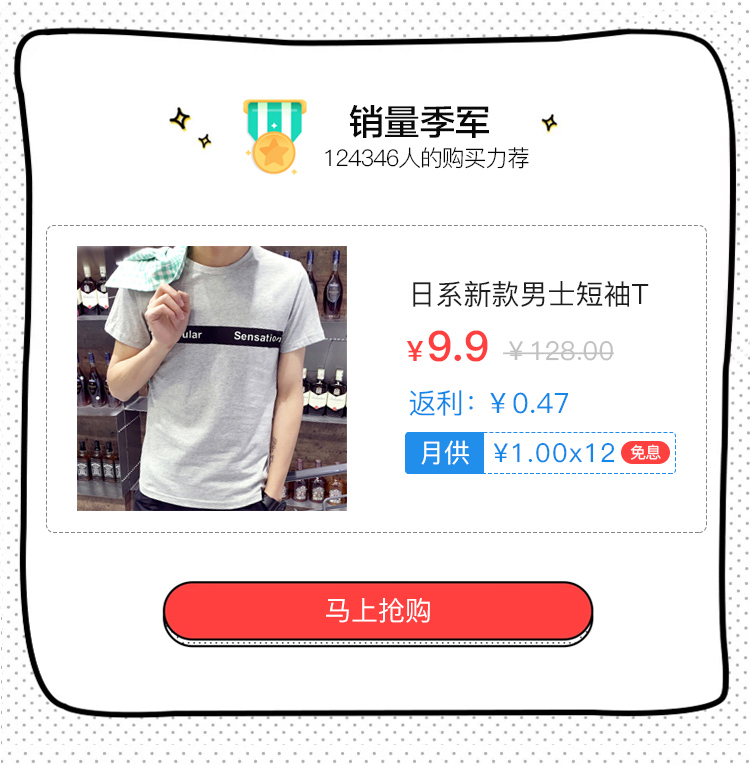 销量季军
124346人的购买力荐
日系新款男士短袖T
¥9.9 ¥128.00
返利：¥0.47
月供 ¥1.00x12 免息
ular Sensation
马上抢购